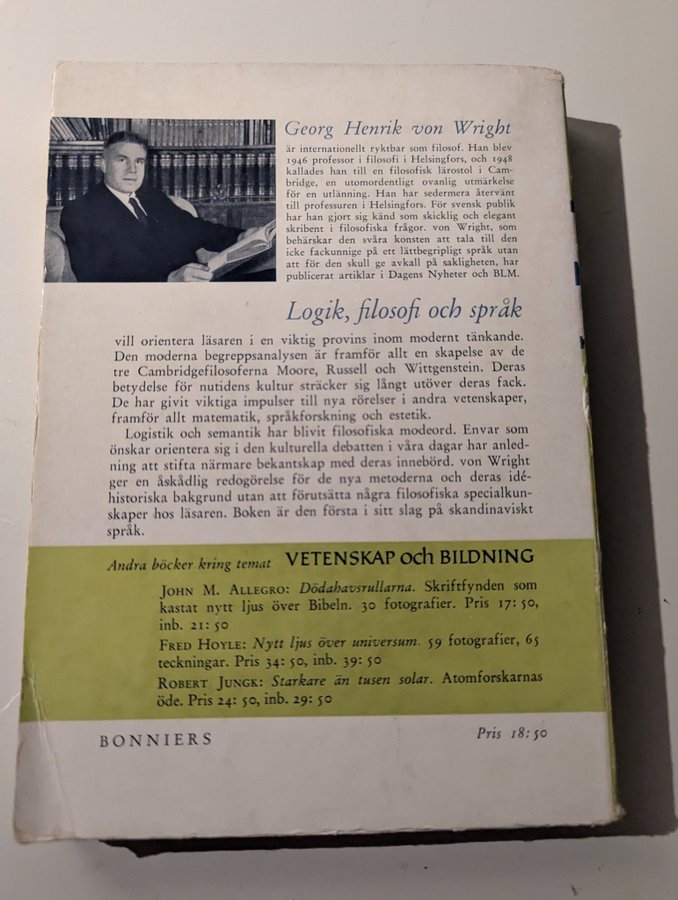 Georg Henrik von Wright
är internationellt ryktbar som filosof. Han blev
1946 professor i filosofi i Helsingfors, och 1948
kallades han till en filosofisk lärostol i Cam-
bridge, en utomordentligt ovanlig utmärkelse
för en utlänning. Han har sedermera återvänt
till professuren i Helsingfors. För svensk publik
har han gjort sig känd som skicklig och elegant
skribent i filosofiska frågor. von Wright, som
behärskar den svåra konsten att tala till den
icke fackunnige på ett lättbegripligt språk utan
att för den skull ge avkall på sakligheten, har
publicerat artiklar i Dagens Nyheter och BLM.
Logik, filosofi och språk
vill orientera läsaren i en viktig provins inom modernt tänkande.
Den moderna begreppsanalysen är framför allt en skapelse av de
tre Cambridgefilosoferna Moore, Russell och Wittgenstein. Deras
betydelse för nutidens kultur sträcker sig långt utöver deras fack.
De har givit viktiga impulser till nya rörelser i andra vetenskaper,
framför allt matematik, språkforskning och estetik.
Logistik och semantik har blivit filosofiska modeord. Envar som
önskar orientera sig i den kulturella debatten i våra dagar har anled-
ning att stifta närmare bekantskap med deras innebörd. von Wright
ger en åskådlig redogörelse för de nya metoderna och deras idé-
historiska bakgrund utan att förutsätta några filosofiska specialkun-
skaper hos läsaren. Boken är den första i sitt slag på skandinaviskt
språk.
Andra böcker kring temat VETENSKAP och BILDNING
JOHN M. ALLEGRO: Dödahavsrullarna. Skriftfynden som
kastat nytt ljus över Bibeln. 30 fotografier. Pris 17: 50,
inb. 21: 50
FRED HOYLE: Nytt ljus över universum. 59 fotografier, 65
teckningar. Pris 34: 50, inb. 39: 50
ROBERT JUNGK: Starkare än tusen solar. Atomforskarnas
öde. Pris 24: 50, inb. 29: 50
BONNIERS
Pris 18: 50